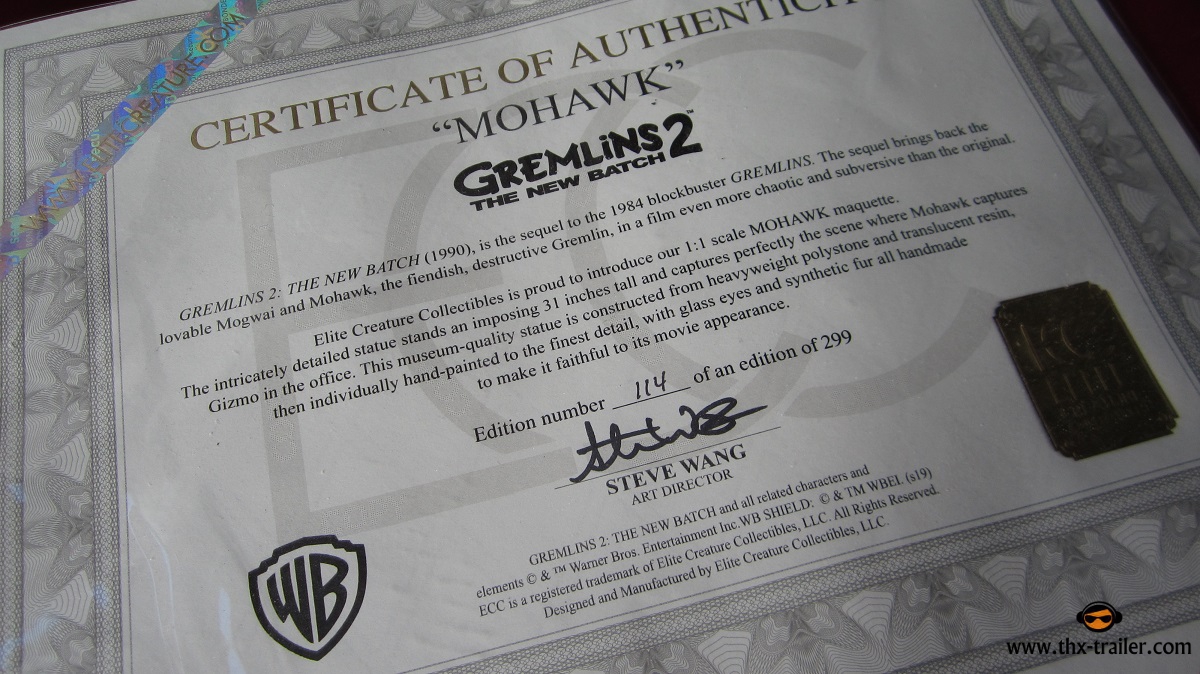 WWW.ELITECREATURE.COM
CERTIFICATE OF AUTHENTICI
“MOHAWK”
GREMLINS 2™
THE NEW BATCH
GREMLINS 2: THE NEW BATCH (1990), is the sequel to the 1984 blockbuster GREMLINS. The sequel brings back the
lovable Mogwai and Mohawk, the fiendish, destructive Gremlin, in a film even more chaotic and subversive than the original.
Elite Creature Collectibles is proud to introduce our 1:1 scale MOHAWK maquette.
The intricately detailed statue stands an imposing 31 inches tall and captures perfectly the scene where Mohawk captures
Gizmo in the office. This museum-quality statue is constructed from heavyweight polystone and translucent resin,
then individually hand-painted to the finest detail, with glass eyes and synthetic fur all handmade
to make it faithful to its movie appearance.
Edition number 114 of an edition of 299
STEVE WANG
ART DIRECTOR
GREMLINS 2: THE NEW BATCH and all related characters and
elements © & ™ Warner Bros. Entertainment Inc. WB SHIELD: © & TM WBEI. (s19)
ECC is a registered trademark of Elite Creature Collectibles, LLC. All Rights Reserved.
Designed and Manufactured by Elite Creature Collectibles, LLC.
WB
ECC
ELITE
www.thx-trailer.com